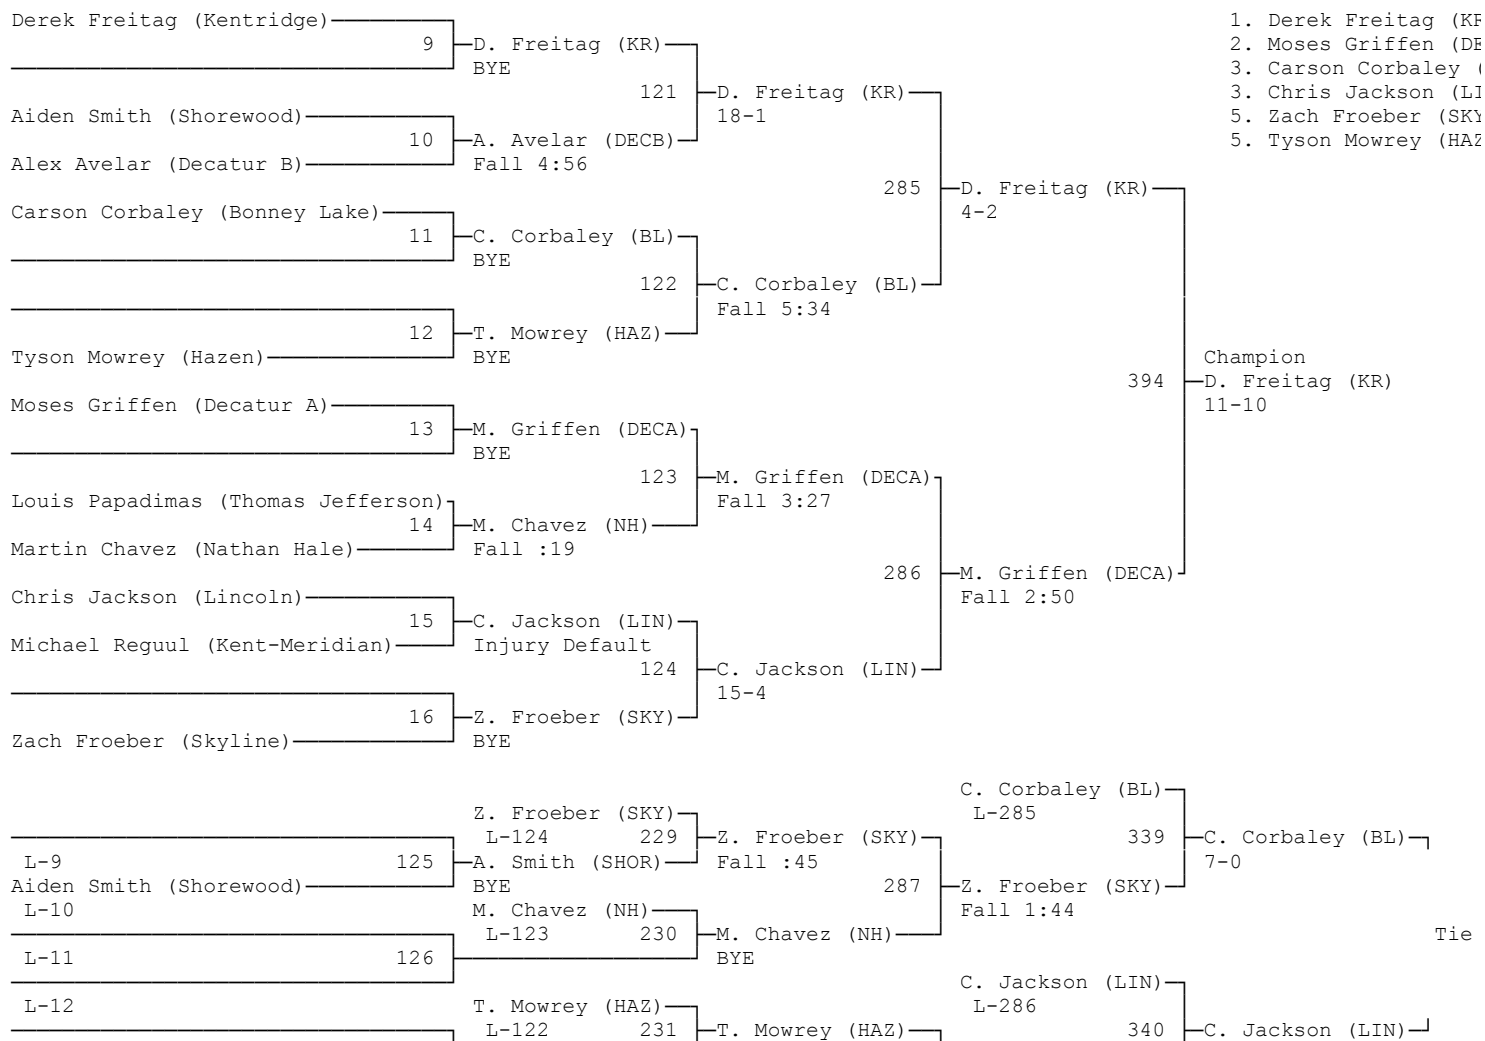 Derek Freitag (Kentridge) 1. Derek Freitag (KR
9 D. Freitag (KR) 2. Moses Griffen (DE
BYE 3. Carson Corbaley (
121 D. Freitag (KR) 3. Chris Jackson (LI
Aiden Smith (Shorewood) 18-1 5. Zach Froeber (SKY
10 A. Avelar (DECB) 5. Tyson Mowrey (HAZ
Alex Avelar (Decatur B) Fall 4:56
285 D. Freitag (KR)
Carson Corbaley (Bonney Lake) 4-2
11 C. Corbaley (BL)
BYE
122 C. Corbaley (BL)
Fall 5:34
12 T. Mowrey (HAZ)
Tyson Mowrey (Hazen) BYE Champion
394 D. Freitag (KR)
Moses Griffen (Decatur A) 11-10
13 M. Griffen (DECA)
BYE
123 M. Griffen (DECA)
Louis Papadimas (Thomas Jefferson) Fall 3:27
14 M. Chavez (NH)
Martin Chavez (Nathan Hale) Fall :19
286 M. Griffen (DECA)
Chris Jackson (Lincoln) Fall 2:50
15 C. Jackson (LIN)
Michael Reguul (Kent-Meridian) Injury Default
124 C. Jackson (LIN)
15-4
16 Z. Froeber (SKY)
Zach Froeber (Skyline) BYE
C. Corbaley (BL)
Z. Froeber (SKY) L-285
L-124 229 Z. Froeber (SKY) 339 C. Corbaley (BL)
L-9 125 A. Smith (SHOR) Fall :45 7-0
Aiden Smith (Shorewood) BYE 287 Z. Froeber (SKY)
L-10 M. Chavez (NH) Fall 1:44
L-123 230 M. Chavez (NH) Tie
L-11 126 BYE
C. Jackson (LIN)
L-12 T. Mowrey (HAZ) L-286
L-122 231 T. Mowrey (HAZ) 340 C. Jackson (LIN)